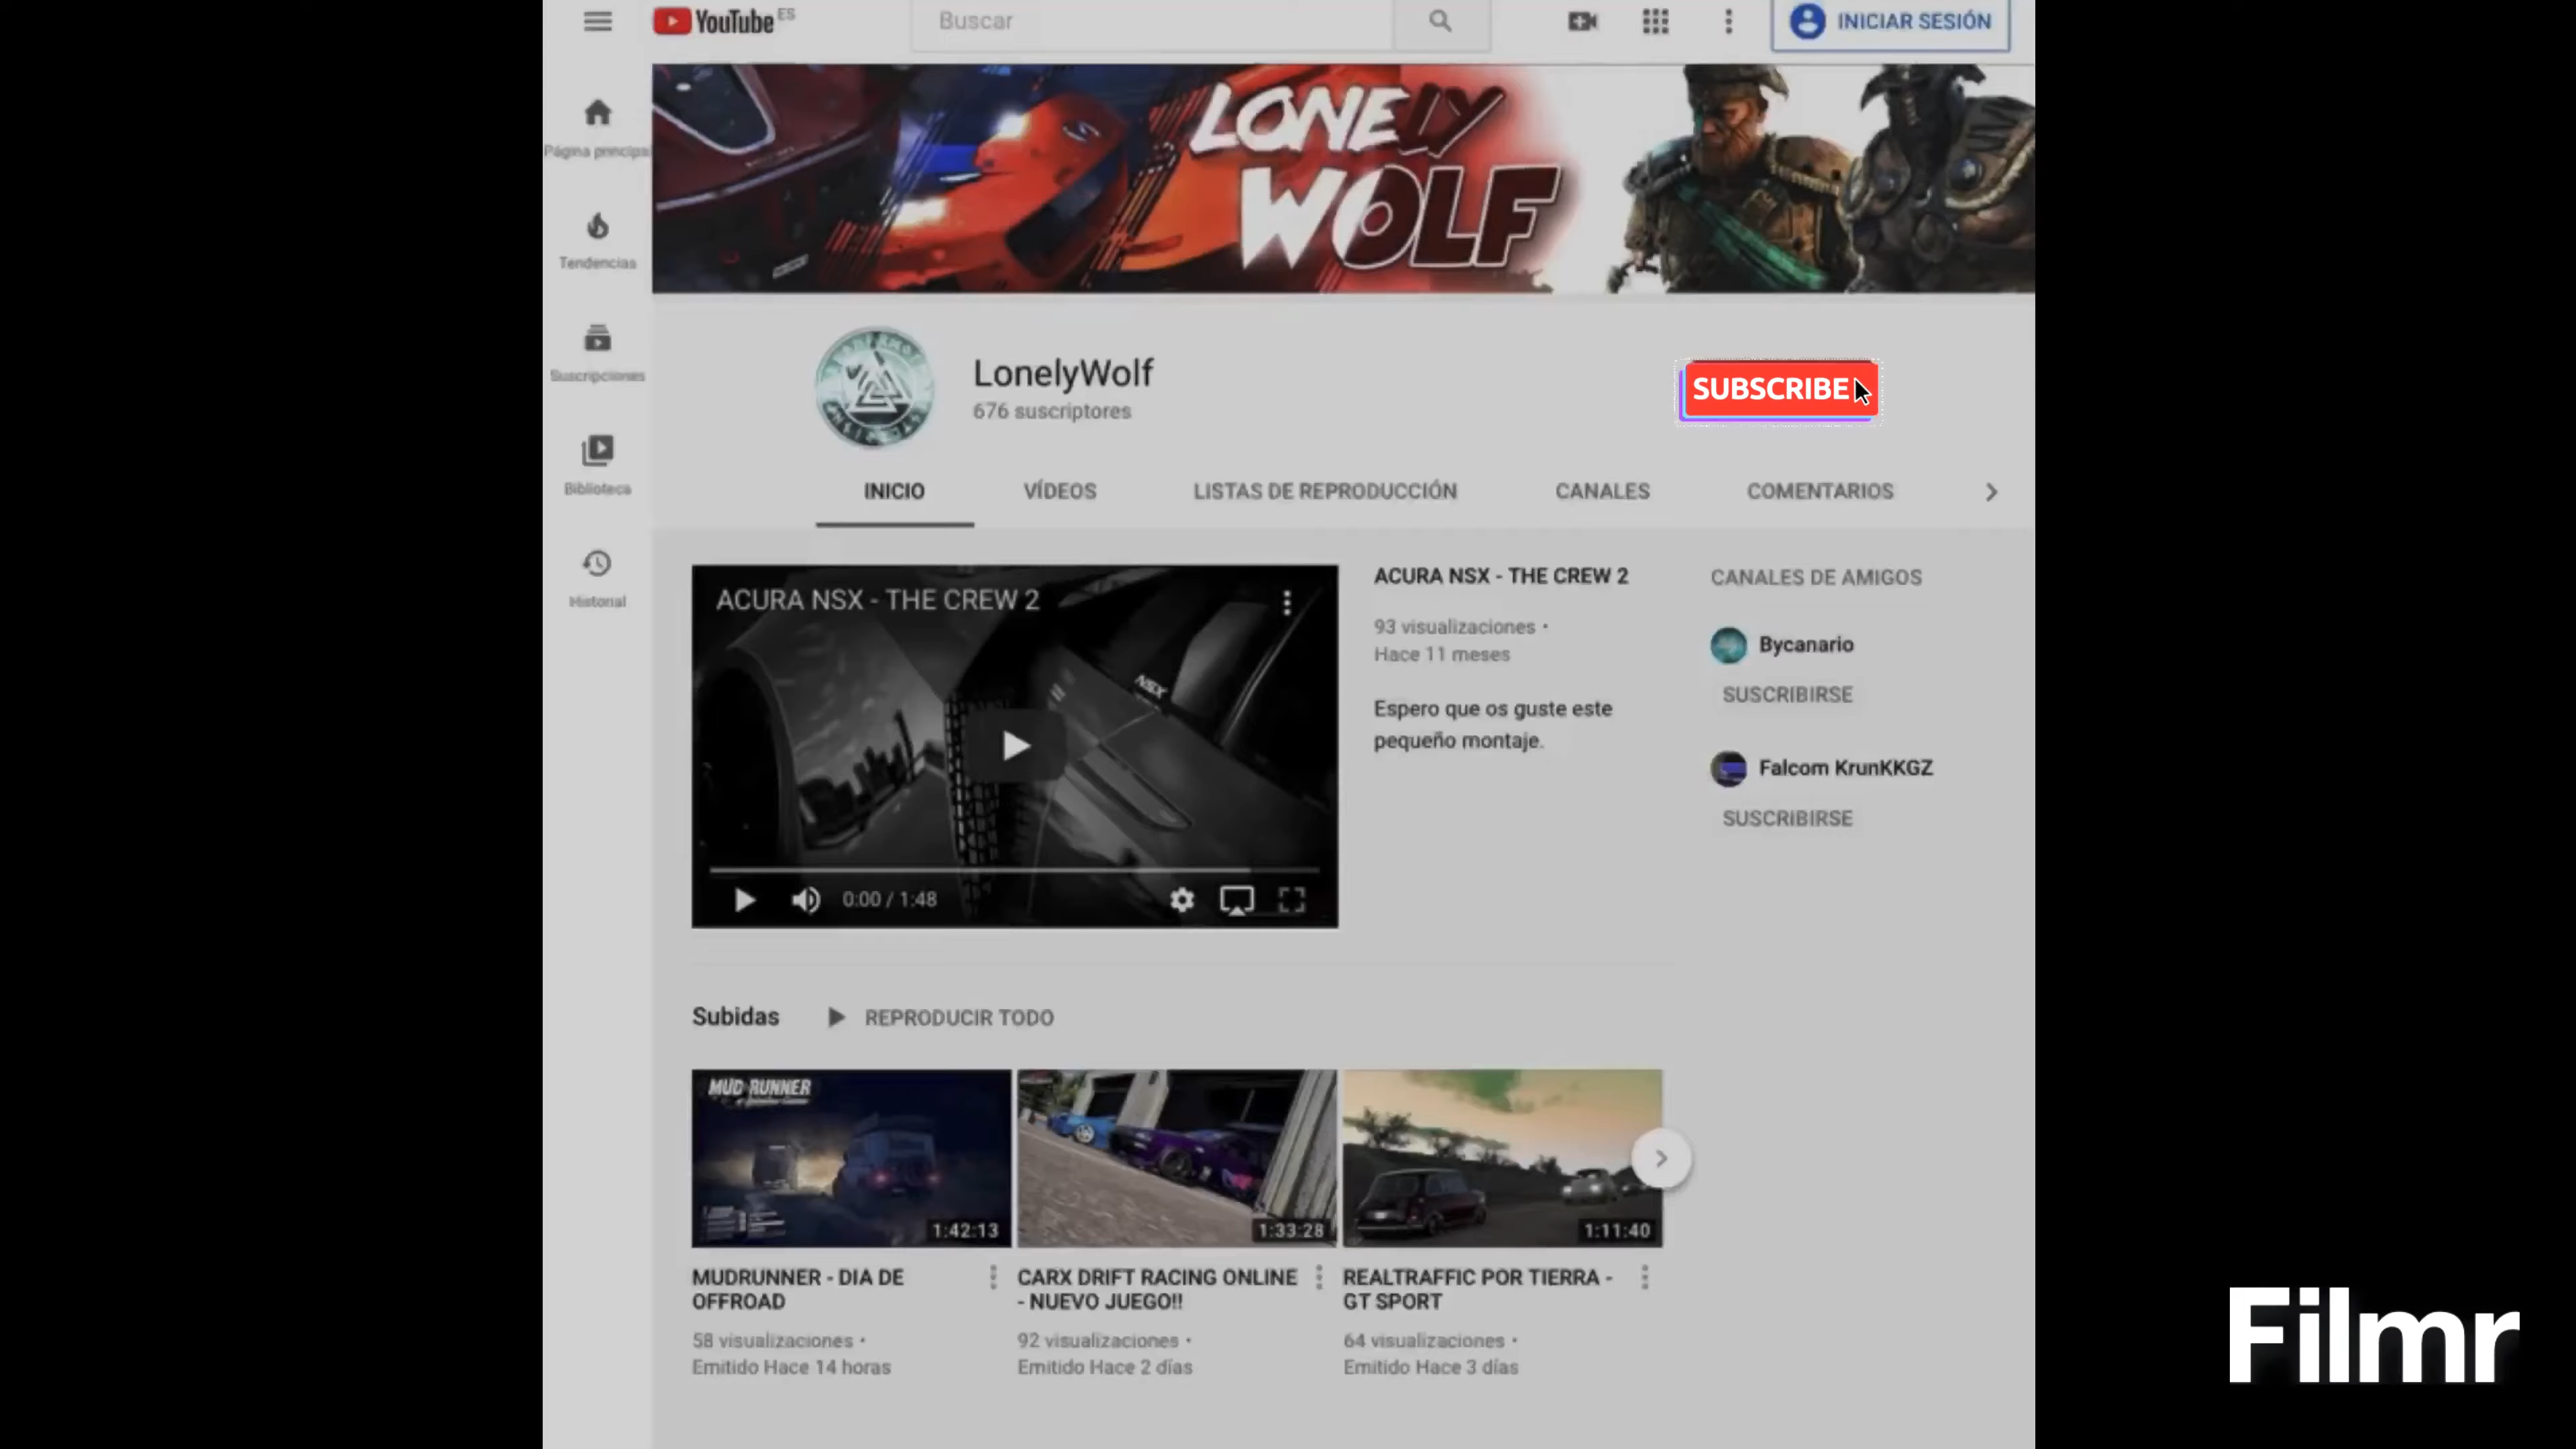 YouTube ES
Buscar
INICIAR SESIÓN
Página principa
Tendencias
Suscripciones
Biblioteca
Historial
LONELY
WOLF
LonelyWolf
676 suscriptores
SUBSCRIBE
INICIO
VÍDEOS
LISTAS DE REPRODUCCIÓN
CANALES
COMENTARIOS
ACURA NSX - THE CREW 2
NSX
0:00 / 1:48
ACURA NSX - THE CREW 2
93 visualizaciones •
Hace 11 meses
Espero que os guste este
pequeño montaje.
CANALES DE AMIGOS
Bycanario
SUSCRIBIRSE
Falcom KrunKKGZ
SUSCRIBIRSE
Subidas
REPRODUCIR TODO
MUD RUNNER
1:42:13
MUDRUNNER - DIA DE
OFFROAD
58 visualizaciones •
Emitido Hace 14 horas
1:33:28
CARX DRIFT RACING ONLINE
- NUEVO JUEGO!!
92 visualizaciones •
Emitido Hace 2 días
1:11:40
REALTRAFFIC POR TIERRA -
GT SPORT
64 visualizaciones •
Emitido Hace 3 días
Filmr